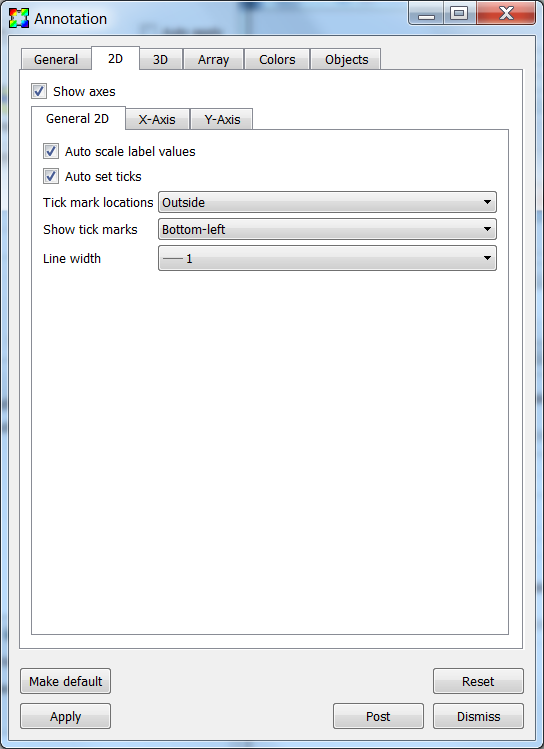 Annotation
General 2D 3D Array Colors Objects
Show axes
General 2D X-Axis Y-Axis
Auto scale label values
Auto set ticks
Tick mark locations Outside
Show tick marks Bottom-left
Line width 1
Make default Reset
Apply Post Dismiss